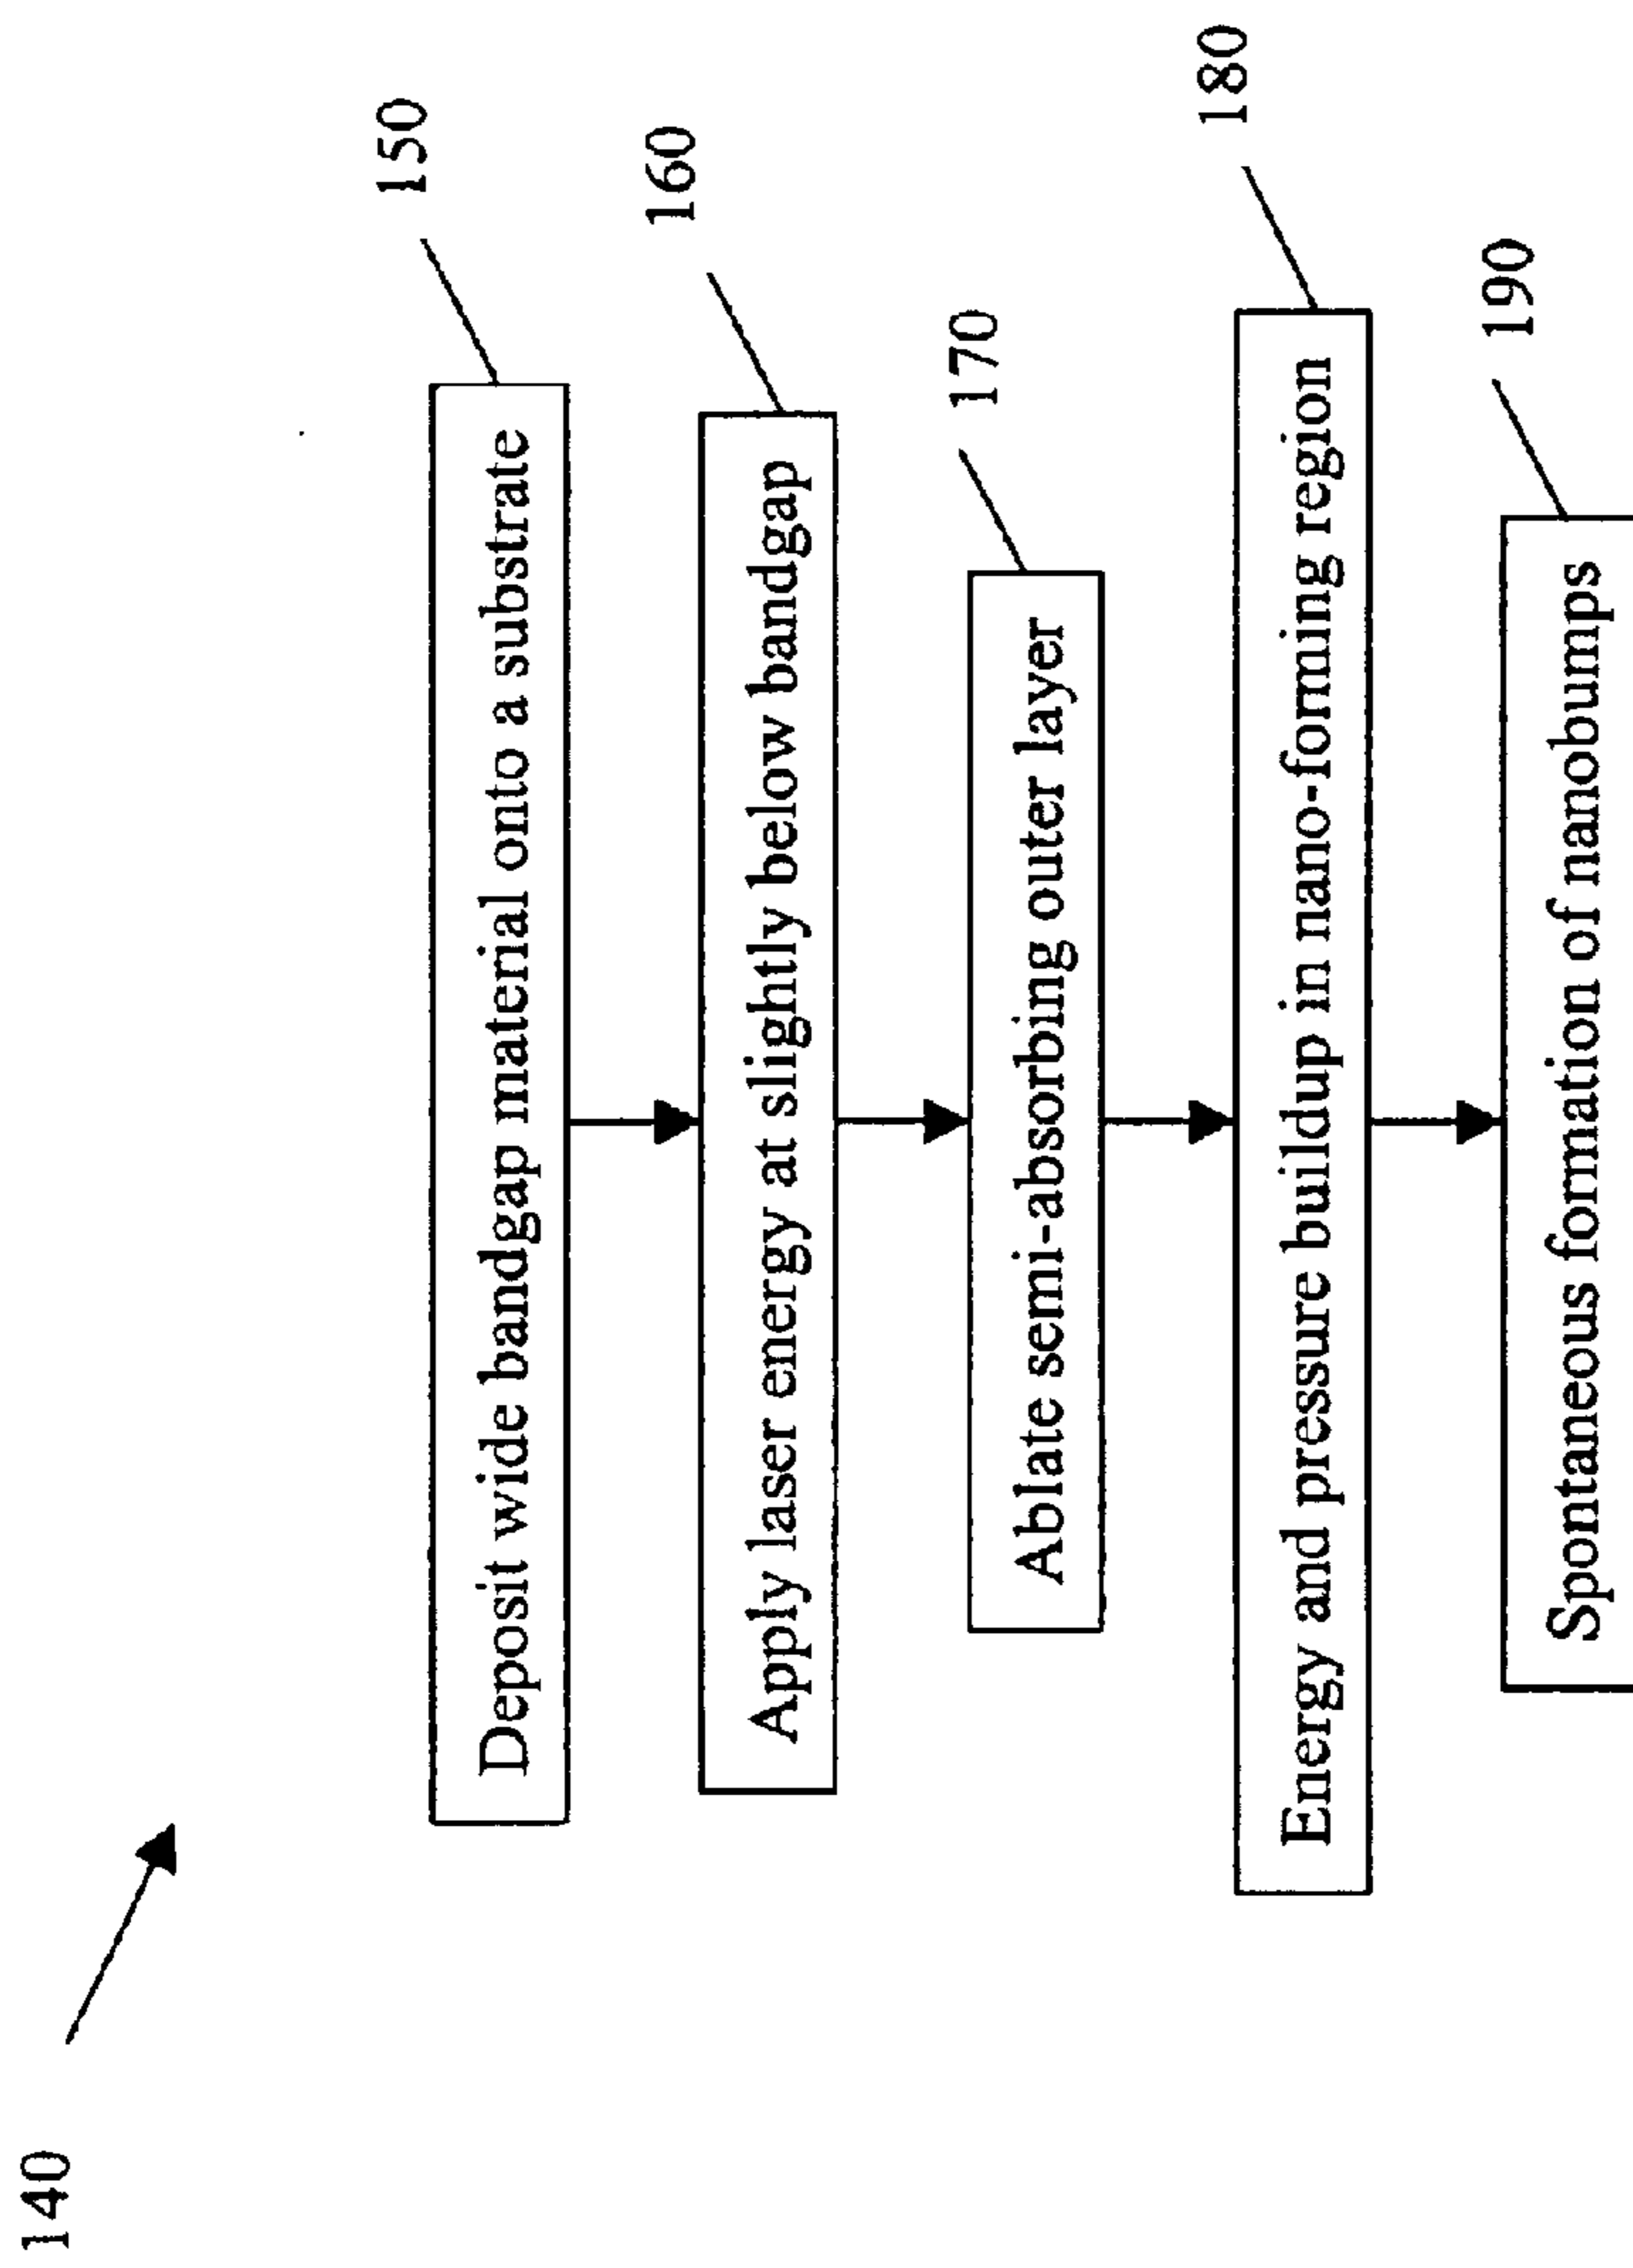 140
150
Deposit wide bandgap material onto a substrate
160
Apply laser energy at slightly below bandgap
170
Ablate semi-absorbing outer layer
180
Energy and pressure buildup in nano-forming region
190
Spontaneous formation of nanobumps